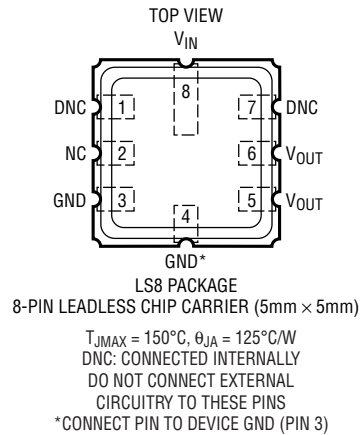 TOP VIEW
VIN
8
DNC 1 7 DNC
NC 2 6 VOUT
GND 3 5 VOUT
4
GND*
LS8 PACKAGE
8-PIN LEADLESS CHIP CARRIER (5mm × 5mm)
TJMAX = 150°C, θJA = 125°C/W
DNC: CONNECTED INTERNALLY
DO NOT CONNECT EXTERNAL
CIRCUITRY TO THESE PINS
*CONNECT PIN TO DEVICE GND (PIN 3)